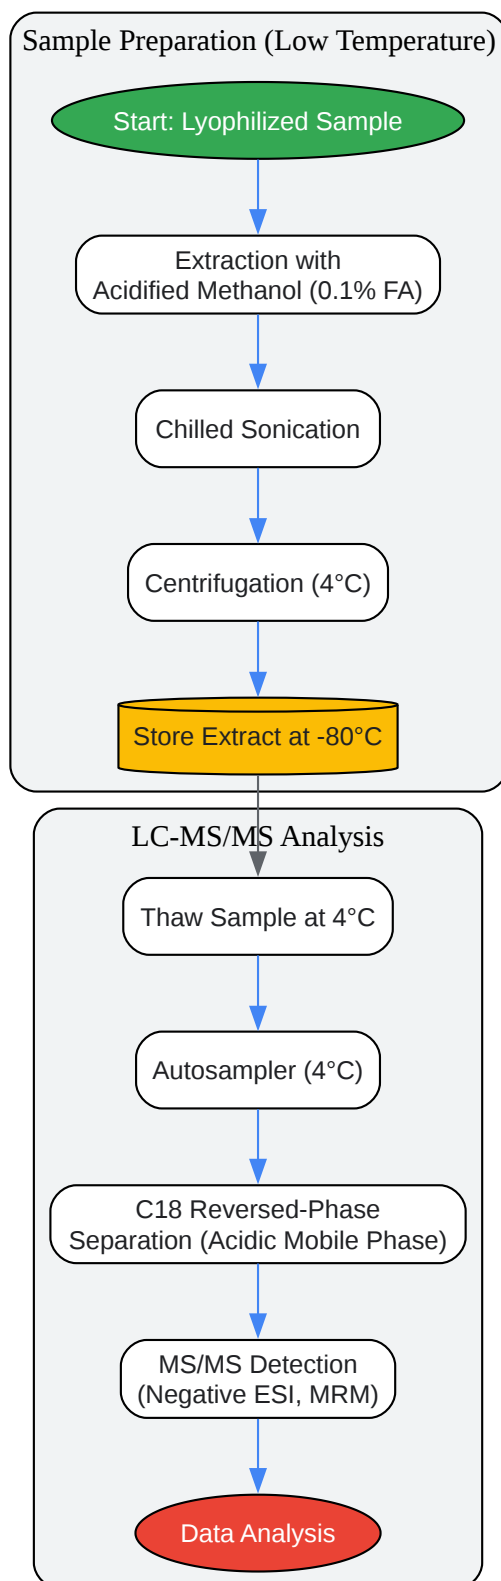 Sample Preparation (Low Temperature)
Start: Lyophilized Sample
Extraction with
Acidified Methanol (0.1% FA)
Chilled Sonication
Centrifugation (4°C)
Store Extract at -80°C
LC-MS/MS Analysis
Thaw Sample at 4°C
Autosampler (4°C)
C18 Reversed-Phase
Separation (Acidic Mobile Phase)
MS/MS Detection
(Negative ESI, MRM)
Data Analysis